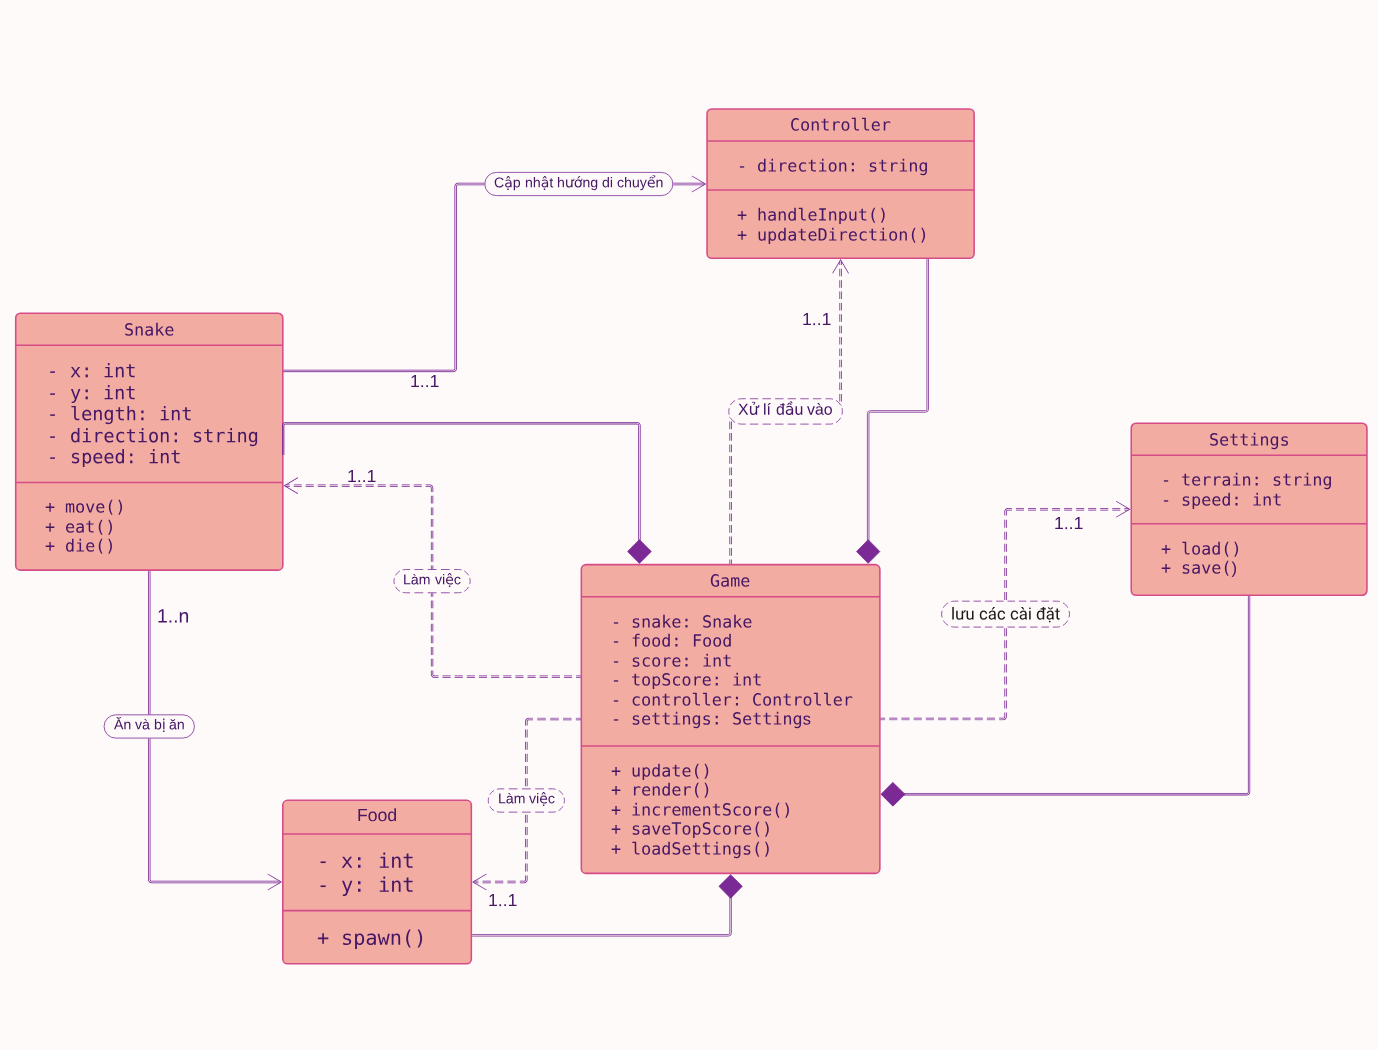 Controller
- direction: string
+ handleInput()
+ updateDirection()
Cập nhật hướng di chuyển
1..1
1..1
Snake
- x: int
- y: int
- length: int
- direction: string
- speed: int
+ move()
+ eat()
+ die()
Xử lí đầu vào
Settings
- terrain: string
- speed: int
+ load()
+ save()
1..1
1..1
Làm việc
lưu các cài đặt
1..n
Ăn và bị ăn
Game
- snake: Snake
- food: Food
- score: int
- topScore: int
- controller: Controller
- settings: Settings
+ update()
+ render()
+ incrementScore()
+ saveTopScore()
+ loadSettings()
Làm việc
1..1
Food
- x: int
- y: int
+ spawn()